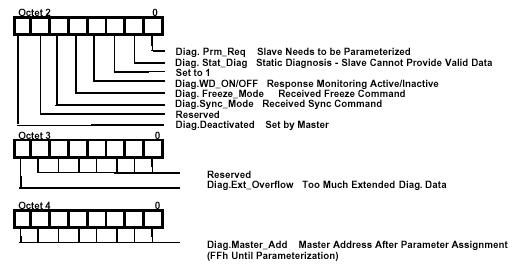 Octet 2 0
Diag. Prm_Req Slave Needs to be Parameterized
Diag. Stat_Diag Static Diagnosis - Slave Cannot Provide Valid Data
Set to 1
Diag.WD_ON/OFF Response Monitoring Active/Inactive
Diag. Freeze_Mode Received Freeze Command
Diag.Sync_Mode Received Sync Command
Reserved
Diag.Deactivated Set by Master
Octet 3 0
Reserved
Diag.Ext_Overflow Too Much Extended Diag. Data
Octet 4 0
Diag.Master_Add Master Address After Parameter Assignment
(FFh Until Parameterization)